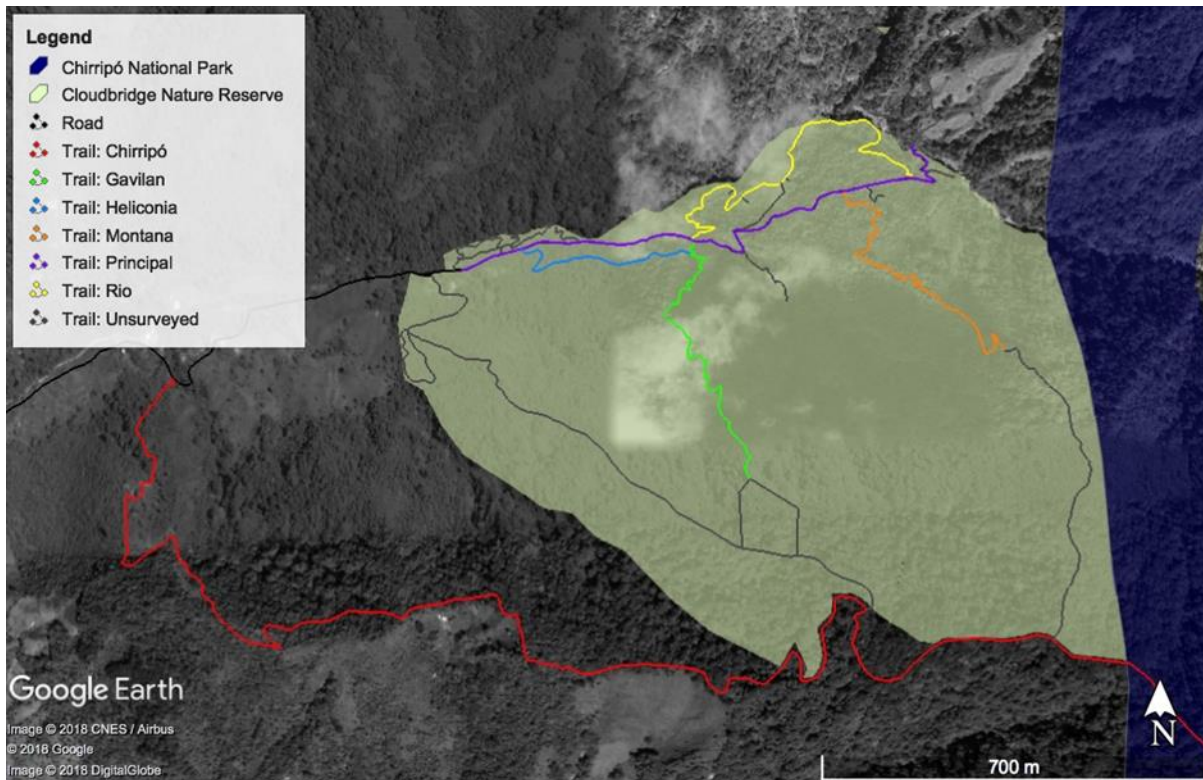 Legend
Chirripó National Park
Cloudbridge Nature Reserve
Road
Trail: Chirripó
Trail: Gavilan
Trail: Heliconia
Trail: Montana
Trail: Principal
Trail: Rio
Trail: Unsurveyed
Google Earth
Image © 2018 CNES / Airbus
© 2018 Google
Image © 2018 DigitalGlobe
700 m
N